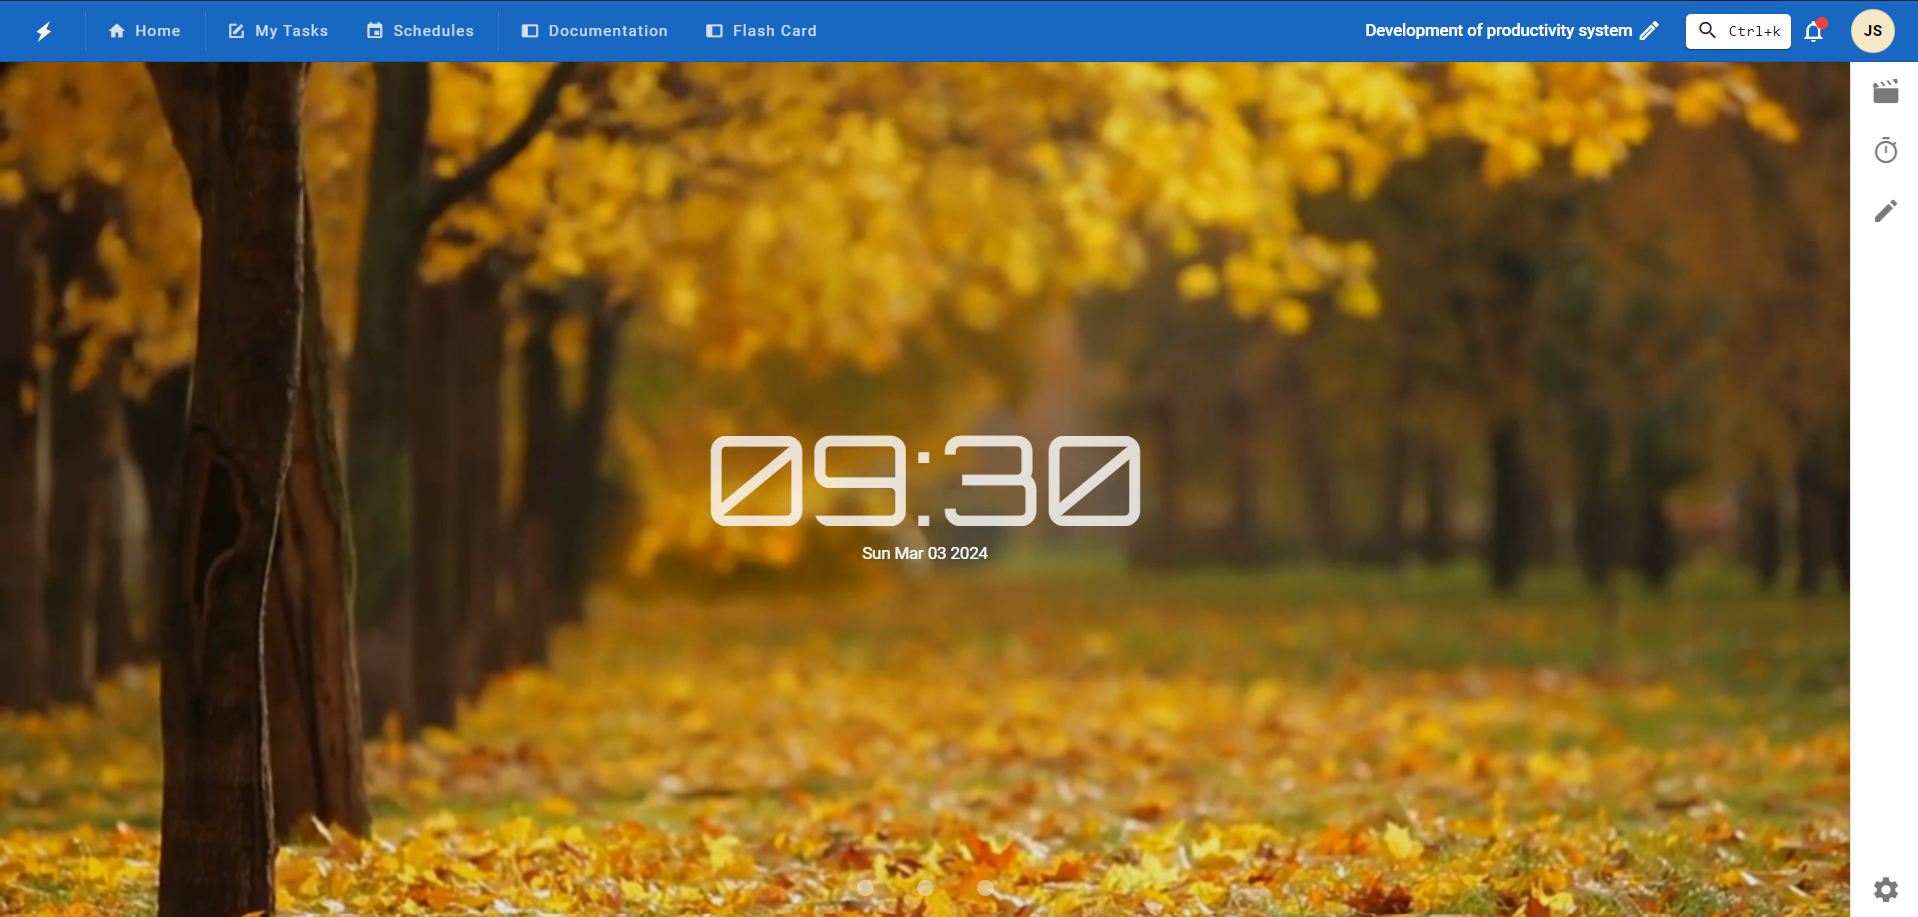 Home
My Tasks
Schedules
Documentation
Flash Card
Development of productivity system
Ctrl+k
JS
09:30
Sun Mar 03 2024